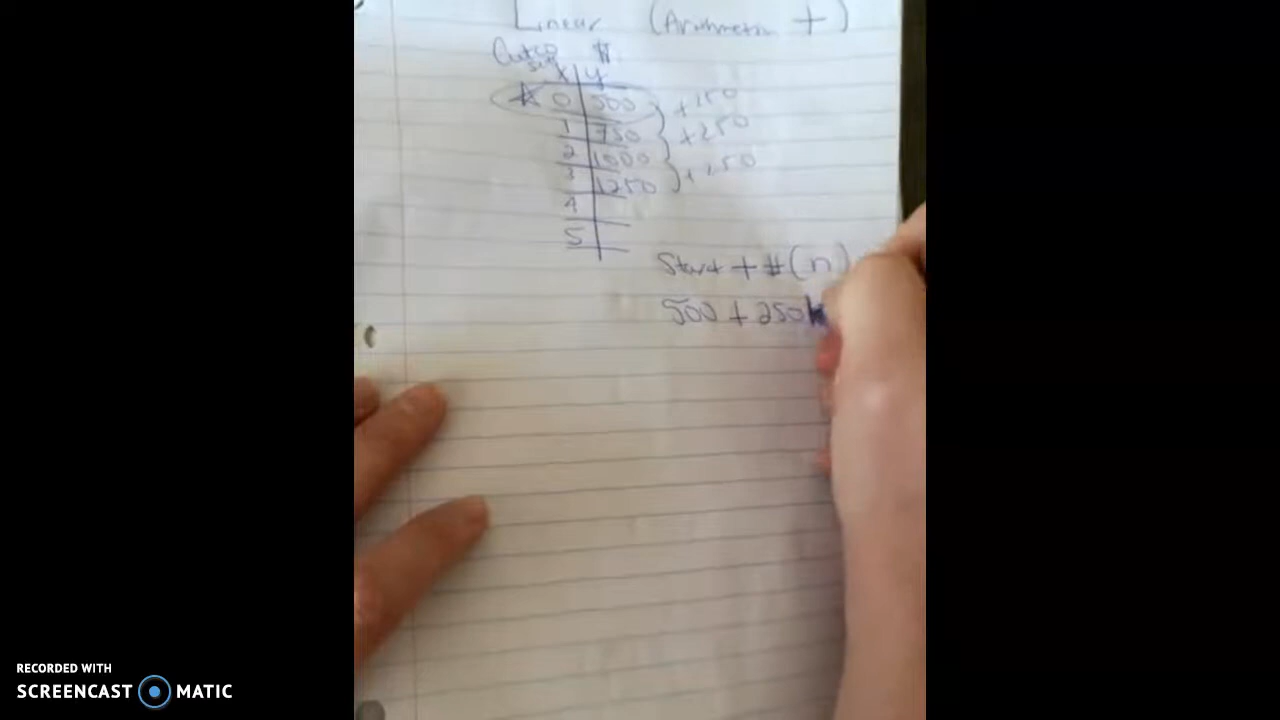 Linear (Arithmetic +)
Cutco $
x y
0 500 +250
1 750 +250
2 1000 +250
3 1250
4
5
Start + #(n)
500 + 250
RECORDED WITH
SCREENCAST MATIC